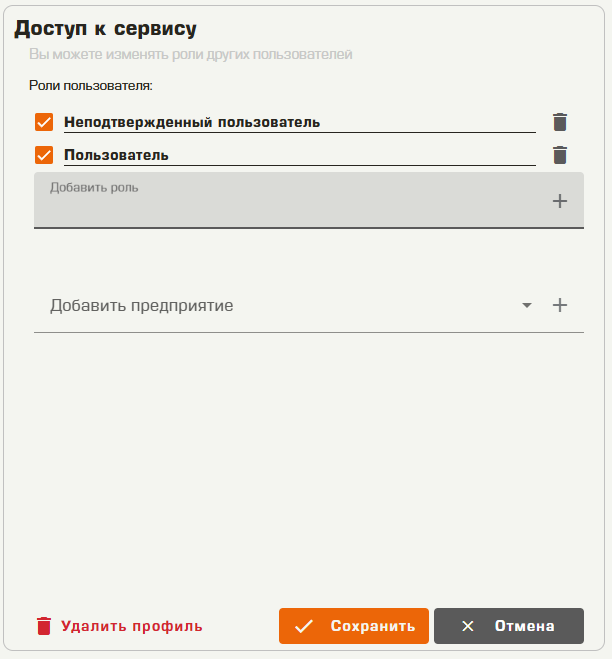 Доступ к сервису
Вы можете изменять роли других пользователей
Роли пользователя:
Неподтвержденный пользователь
Пользователь
Добавить роль
Добавить предприятие
Удалить профиль
Сохранить
Отмена